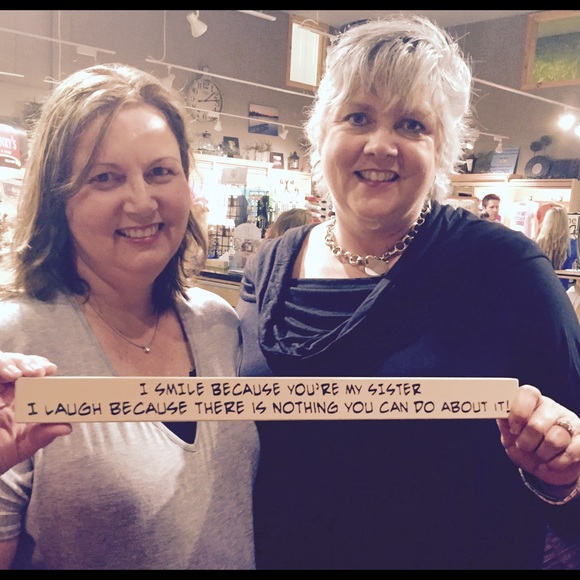 I SMILE BECAUSE YOU'RE MY SISTER
I LAUGH BECAUSE THERE IS NOTHING YOU CAN DO ABOUT IT!